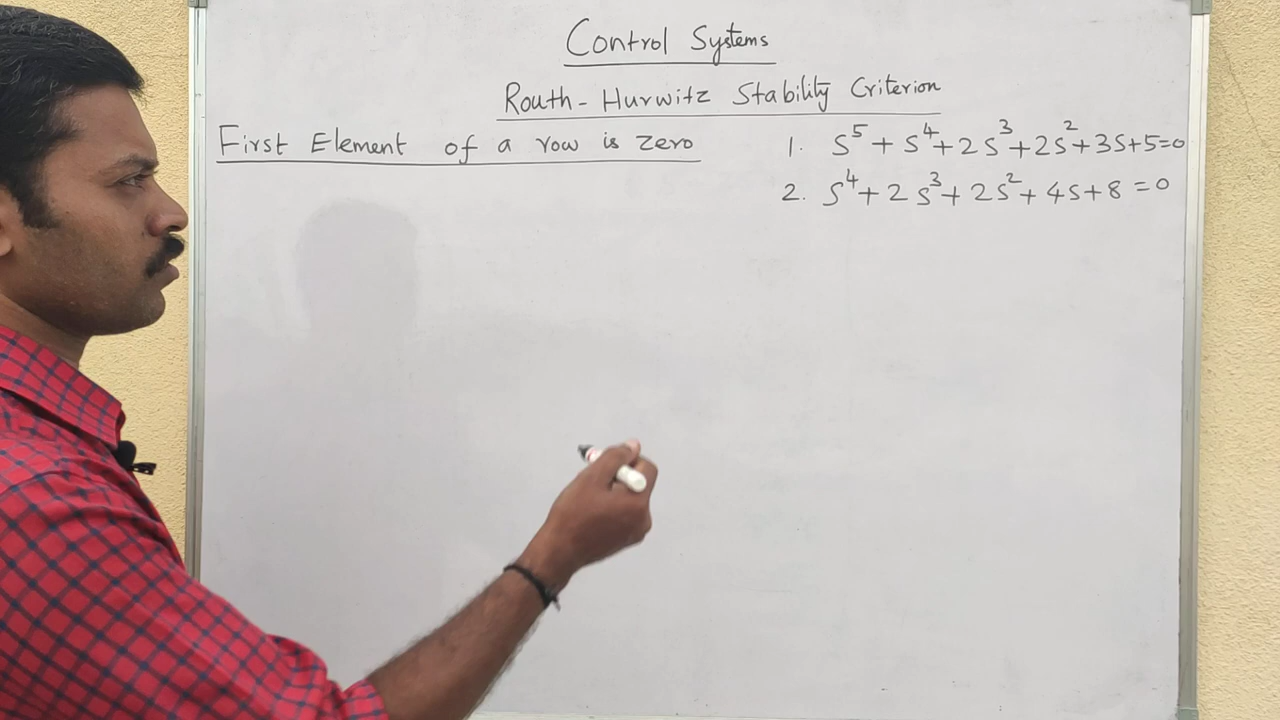 Control Systems
Routh-Hurwitz Stability Criterion
First Element of a row is zero
1. S⁵+S⁴+2S³+2S²+3S+5=0
2. S⁴+2S³+2S²+4S+8=0